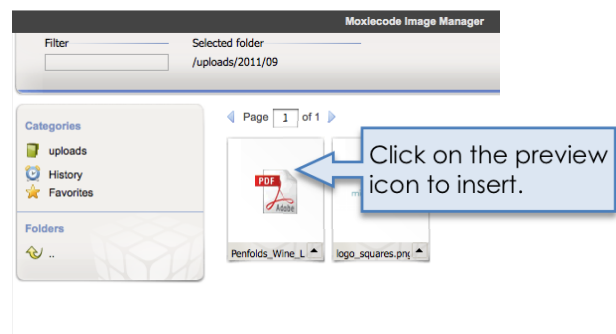 Moxiecode Image Manager
Filter
Selected folder
/uploads/2011/09
Page 1 of 1
Categories
uploads
History
Favorites
Folders
..
PDF
Adobe
Click on the preview
icon to insert.
Penfolds_Wine_L
logo_squares.png